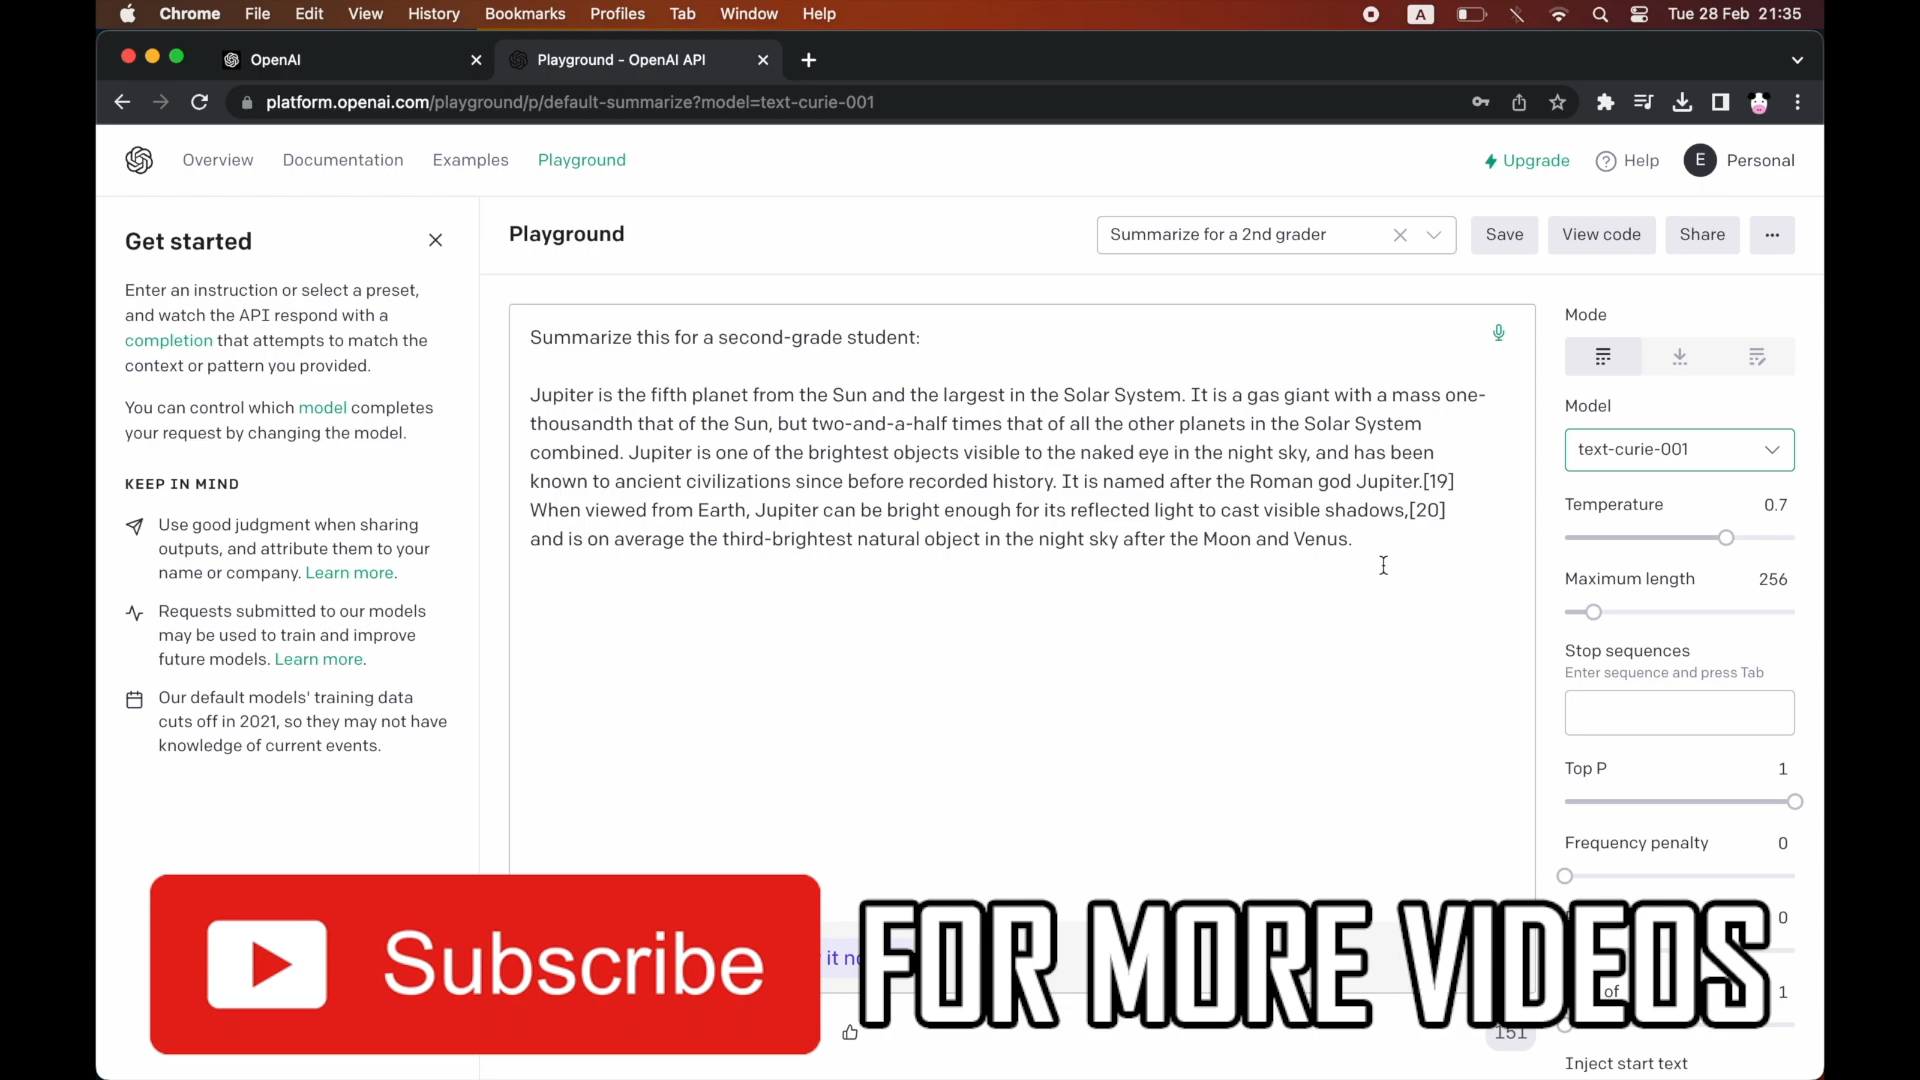 Chrome File Edit View History Bookmarks Profiles Tab Window Help A Tue 28 Feb 21:35
OpenAI Playground - OpenAI API
platform.openai.com/playground/p/default-summarize?model=text-curie-001
Overview Documentation Examples Playground Upgrade Help E Personal
Get started
Enter an instruction or select a preset,
and watch the API respond with a
completion that attempts to match the
context or pattern you provided.
You can control which model completes
your request by changing the model.
KEEP IN MIND
Use good judgment when sharing
outputs, and attribute them to your
name or company. Learn more.
Requests submitted to our models
may be used to train and improve
future models. Learn more.
Our default models' training data
cuts off in 2021, so they may not have
knowledge of current events.
Playground Summarize for a 2nd grader Save View code Share ...
Summarize this for a second-grade student:
Jupiter is the fifth planet from the Sun and the largest in the Solar System. It is a gas giant with a mass one-
thousandth that of the Sun, but two-and-a-half times that of all the other planets in the Solar System
combined. Jupiter is one of the brightest objects visible to the naked eye in the night sky, and has been
known to ancient civilizations since before recorded history. It is named after the Roman god Jupiter.[19]
When viewed from Earth, Jupiter can be bright enough for its reflected light to cast visible shadows,[20]
and is on average the third-brightest natural object in the night sky after the Moon and Venus.
Mode
Model
text-curie-001
Temperature 0.7
Maximum length 256
Stop sequences
Enter sequence and press Tab
Top P 1
Frequency penalty 0
0
of 1
Inject start text
it
151
Subscribe FOR MORE VIDEOS